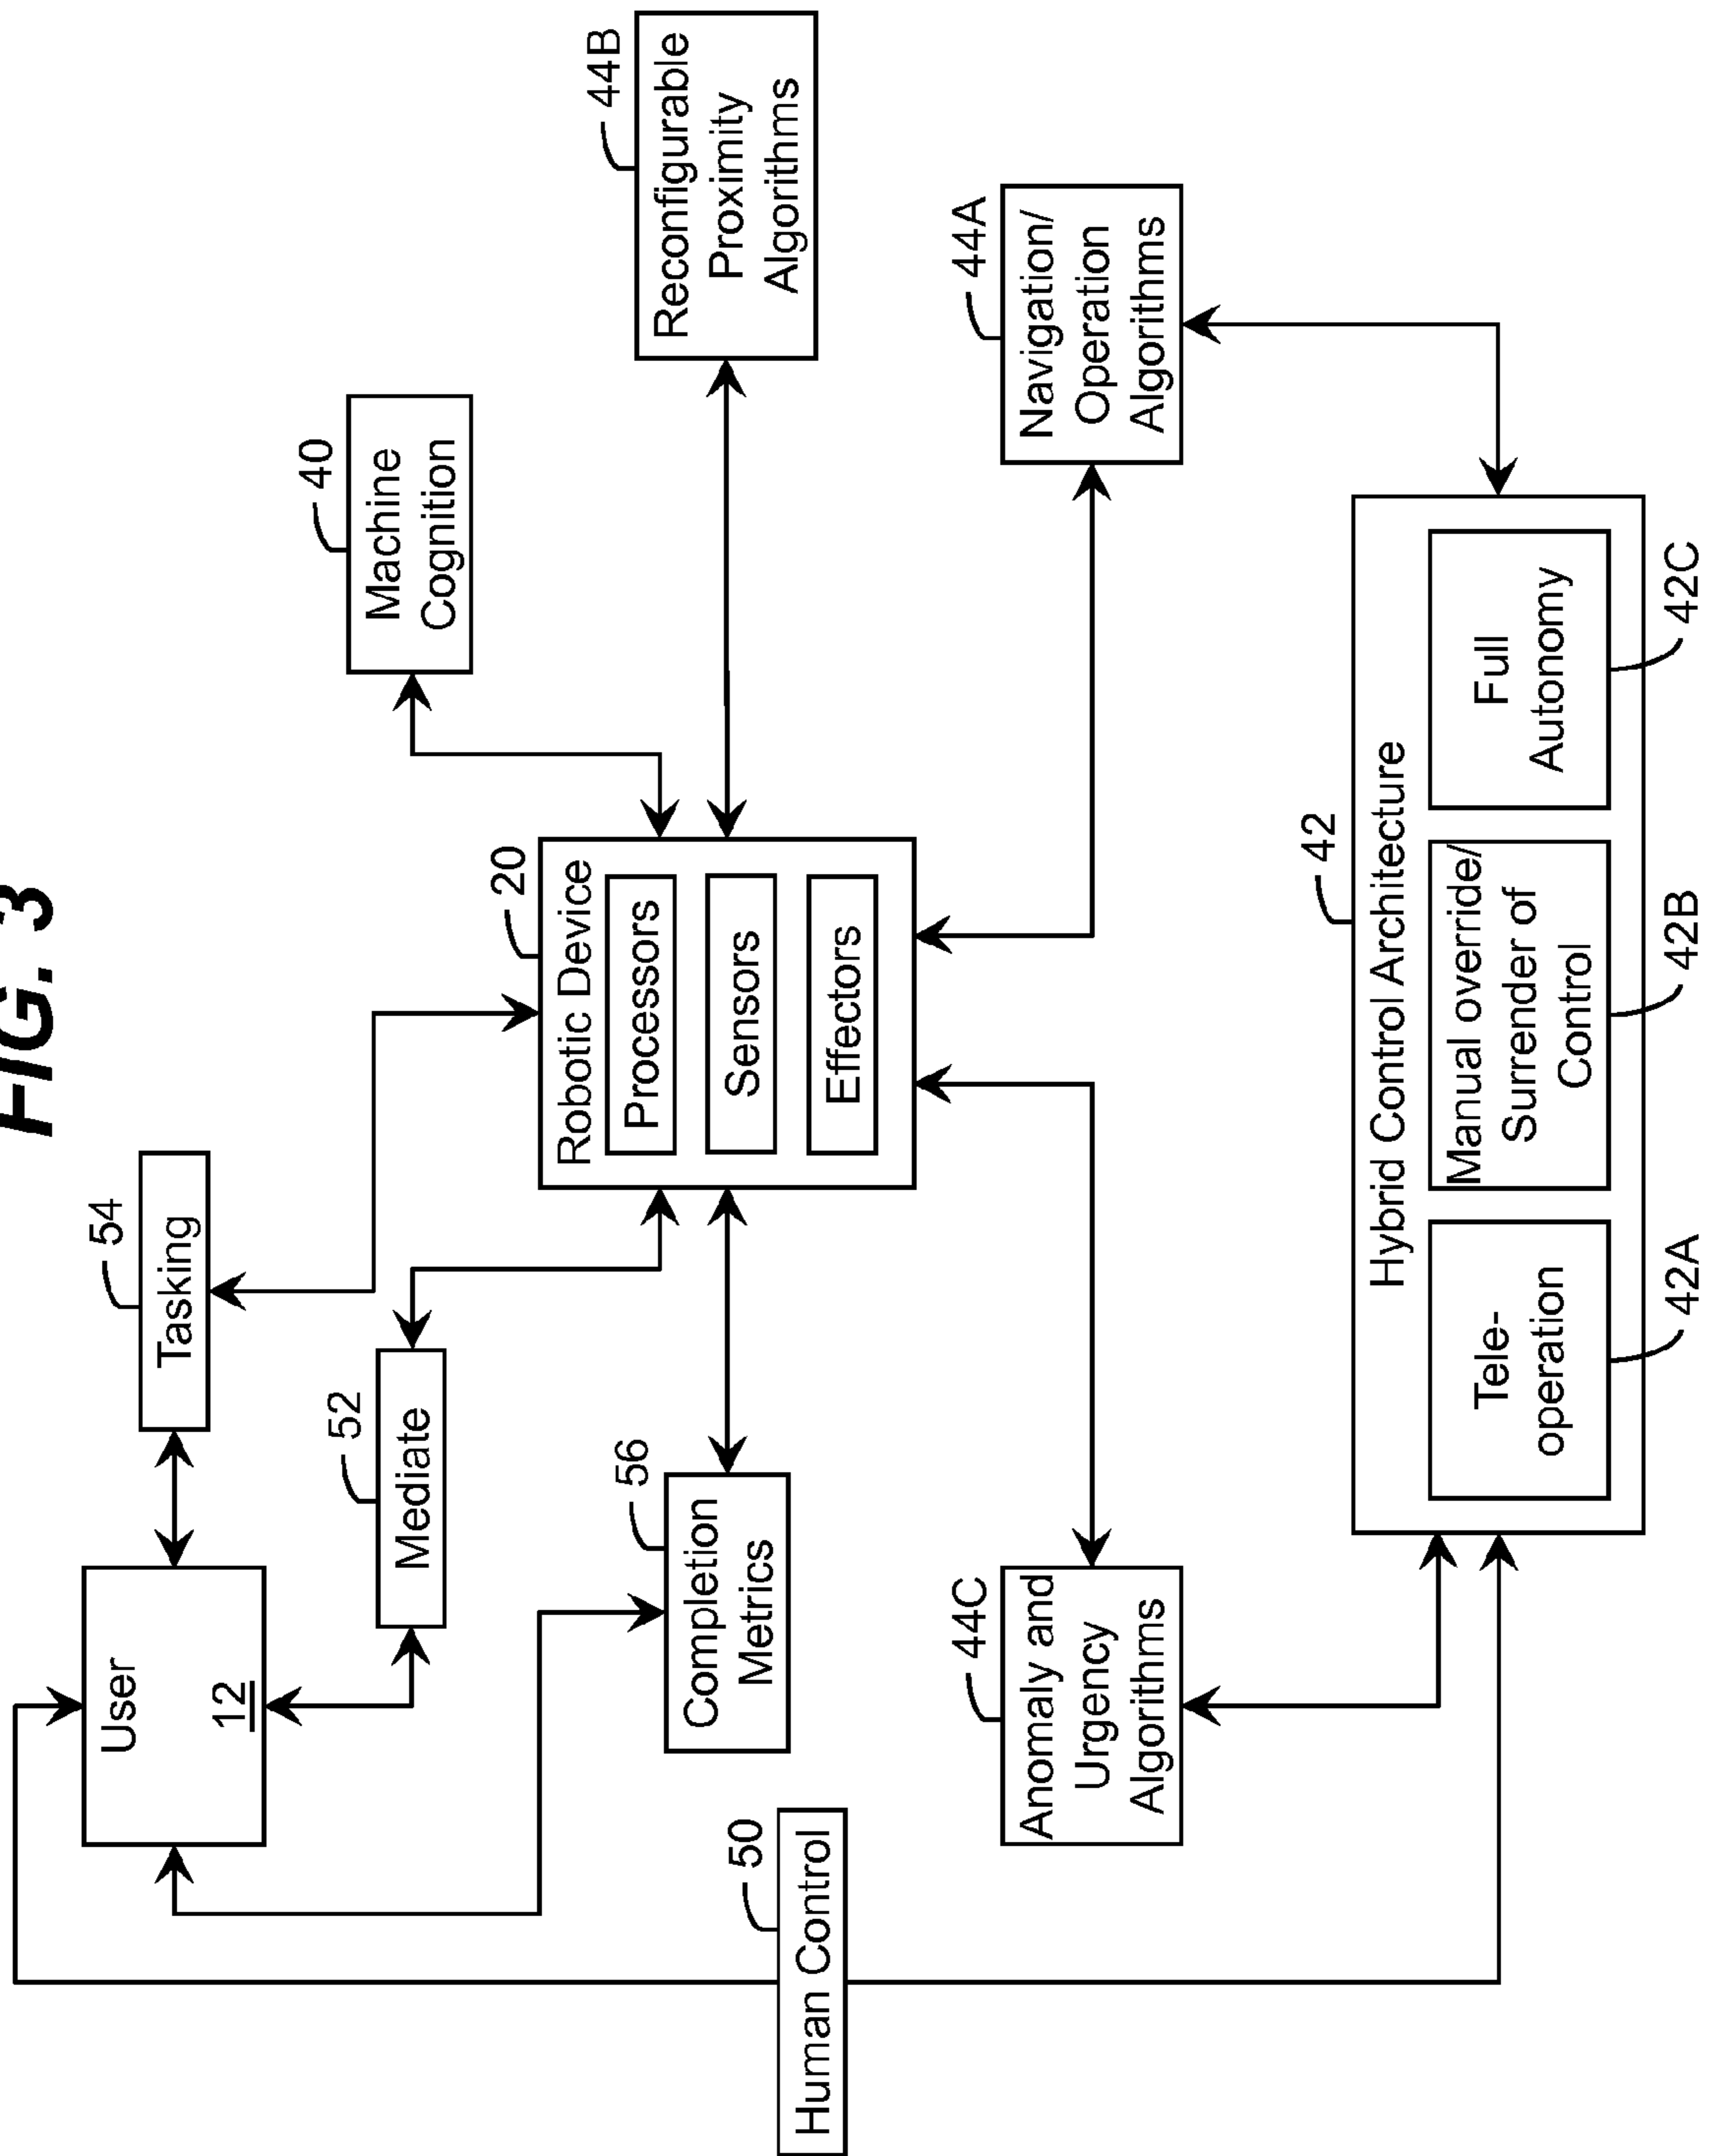 FIG. 3
User
12
54
Tasking
52
Mediate
40
Machine
Cognition
56
Completion
Metrics
20
Robotic Device
Processors
Sensors
Effectors
44B
Reconfigurable
Proximity
Algorithms
50
Human Control
44C
Anomaly and
Urgency
Algorithms
44A
Navigation/
Operation
Algorithms
42
Hybrid Control Architecture
Tele-
operation
Manual override/
Surrender of
Control
Full
Autonomy
42A
42B
42C